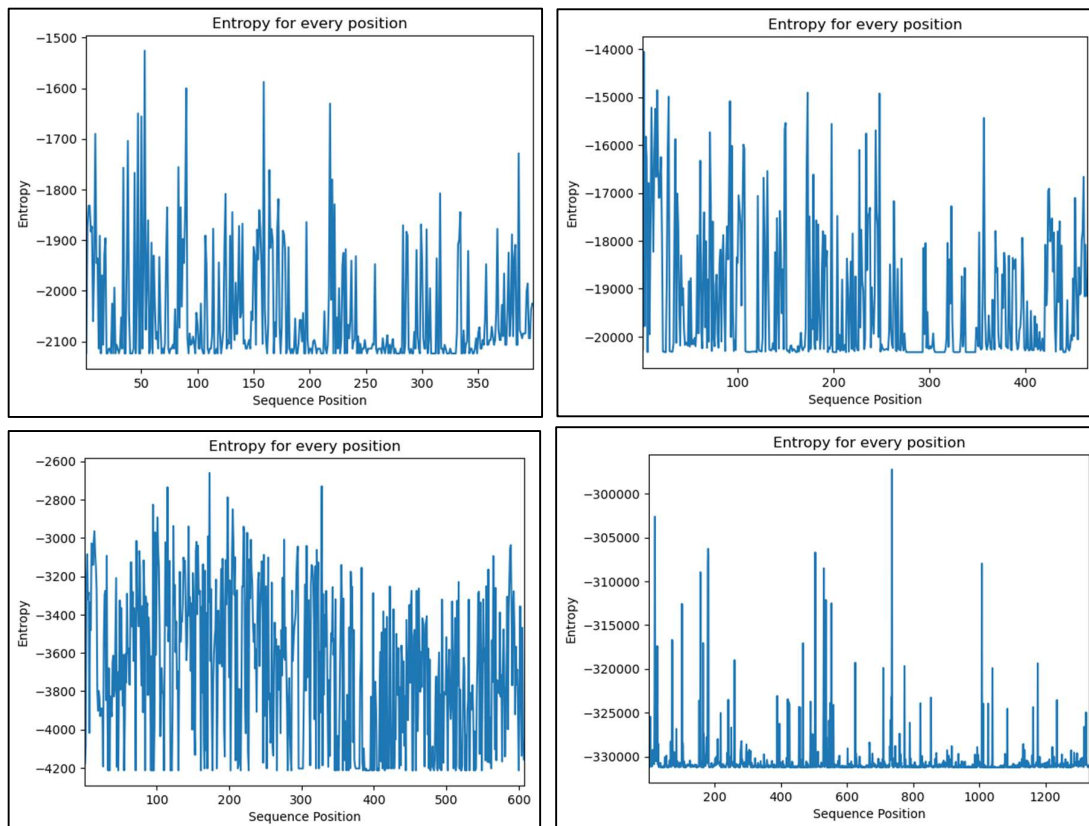 Entropy for every position
−1500
−1600
−1700
−1800
−1900
−2000
−2100
Entropy
50 100 150 200 250 300 350
Sequence Position
Entropy for every position
−14000
−15000
−16000
−17000
−18000
−19000
−20000
Entropy
100 200 300 400
Sequence Position
Entropy for every position
−2600
−2800
−3000
−3200
−3400
−3600
−3800
−4000
−4200
Entropy
100 200 300 400 500 600
Sequence Position
Entropy for every position
−300000
−305000
−310000
−315000
−320000
−325000
−330000
Entropy
200 400 600 800 1000 1200
Sequence Position